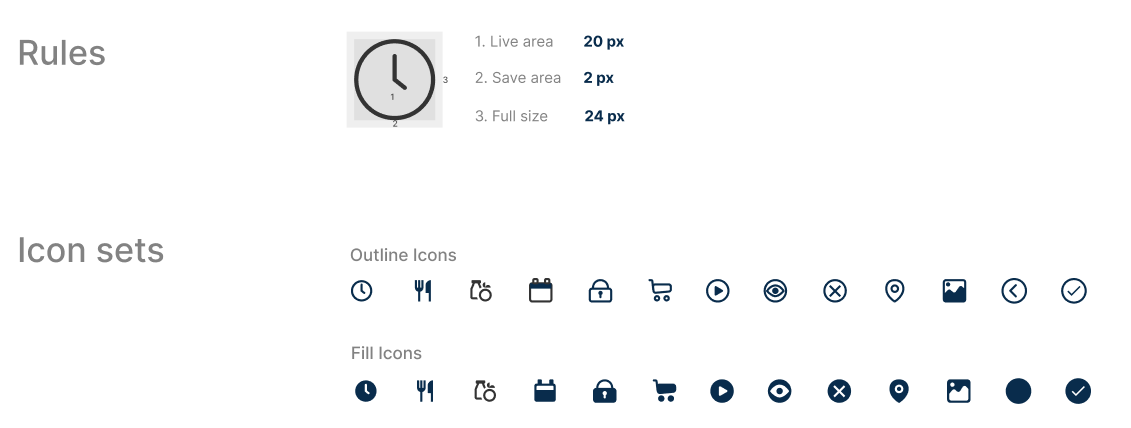 Rules
1. Live area 20 px
2. Save area 2 px
3. Full size 24 px
3
1
2
Icon sets
Outline Icons
Fill Icons